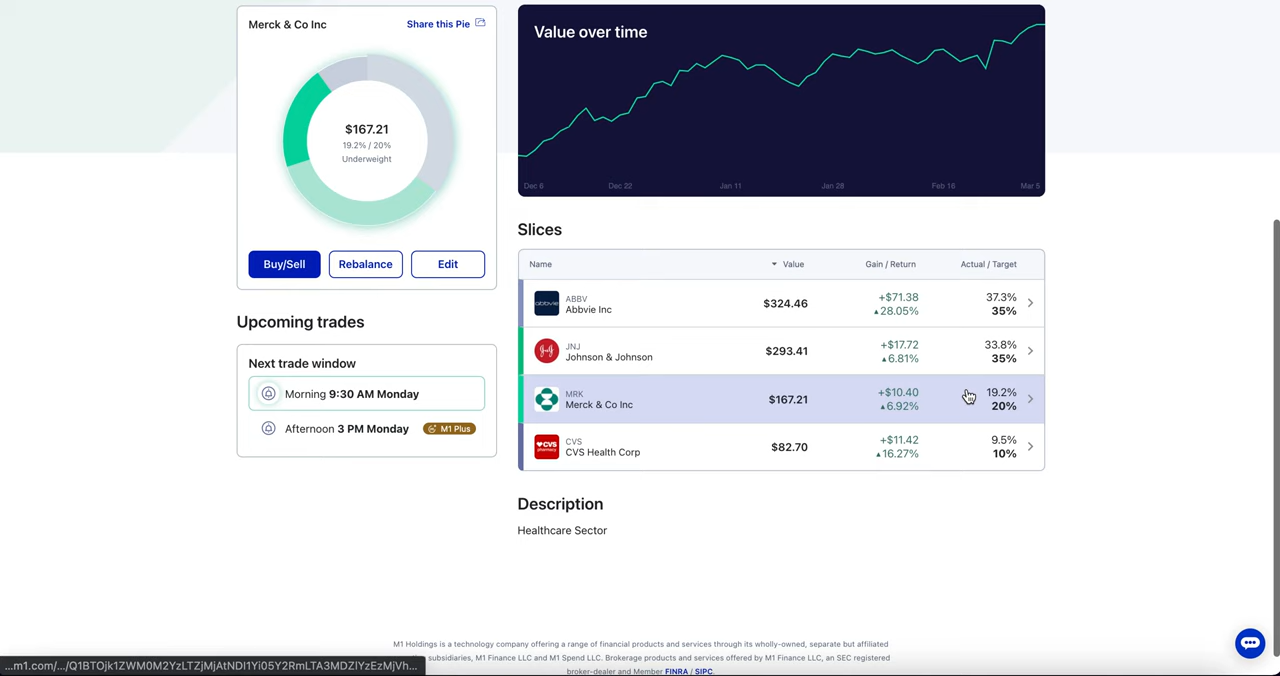 Merck & Co Inc
Share this Pie
$167.21
19.2% / 20%
Underweight
Buy/Sell
Rebalance
Edit
Upcoming trades
Next trade window
Morning 9:30 AM Monday
Afternoon 3 PM Monday
M1 Plus
Value over time
Dec 6 Dec 22 Jan 11 Jan 28 Feb 16 Mar 5
Slices
Name Value Gain / Return Actual / Target
abbvie
ABBV
Abbvie Inc
$324.46
+$71.38
▲28.05%
37.3%
35%
JNJ
Johnson & Johnson
$293.41
+$17.72
▲6.81%
33.8%
35%
MRK
Merck & Co Inc
$167.21
+$10.40
▲6.92%
19.2%
20%
CVS
pharmacy
CVS
CVS Health Corp
$82.70
+$11.42
▲16.27%
9.5%
10%
Description
Healthcare Sector
M1 Holdings is a technology company offering a range of financial products and services through its wholly-owned, separate but affiliated
subsidiaries, M1 Finance LLC and M1 Spend LLC. Brokerage products and services offered by M1 Finance LLC, an SEC registered
broker-dealer and Member FINRA / SIPC.